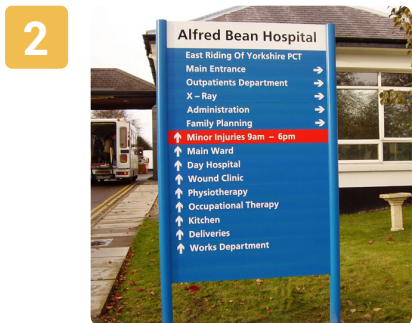 2
Alfred Bean Hospital
East Riding Of Yorkshire PCT
Main Entrance →
Outpatients Department →
X – Ray →
Administration →
Family Planning →
↑ Minor Injuries 9am – 6pm
↑ Main Ward
↑ Day Hospital
↑ Wound Clinic
↑ Physiotherapy
↑ Occupational Therapy
↑ Kitchen
↑ Deliveries
↑ Works Department